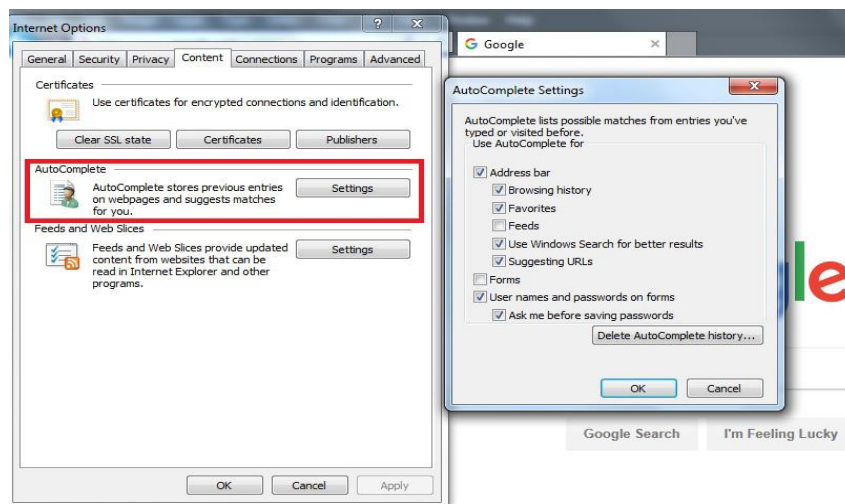 Internet Options
?
X
General Security Privacy Content Connections Programs Advanced
Certificates
Use certificates for encrypted connections and identification.
Clear SSL state
Certificates
Publishers
AutoComplete
AutoComplete stores previous entries
on webpages and suggests matches
for you.
Settings
Feeds and Web Slices
Feeds and Web Slices provide updated
content from websites that can be
read in Internet Explorer and other
programs.
Settings
OK
Cancel
Apply
G Google
AutoComplete Settings
AutoComplete lists possible matches from entries you've
typed or visited before.
Use AutoComplete for
Address bar
Browsing history
Favorites
Feeds
Use Windows Search for better results
Suggesting URLs
Forms
User names and passwords on forms
Ask me before saving passwords
Delete AutoComplete history...
OK
Cancel
le
Google Search
I'm Feeling Lucky